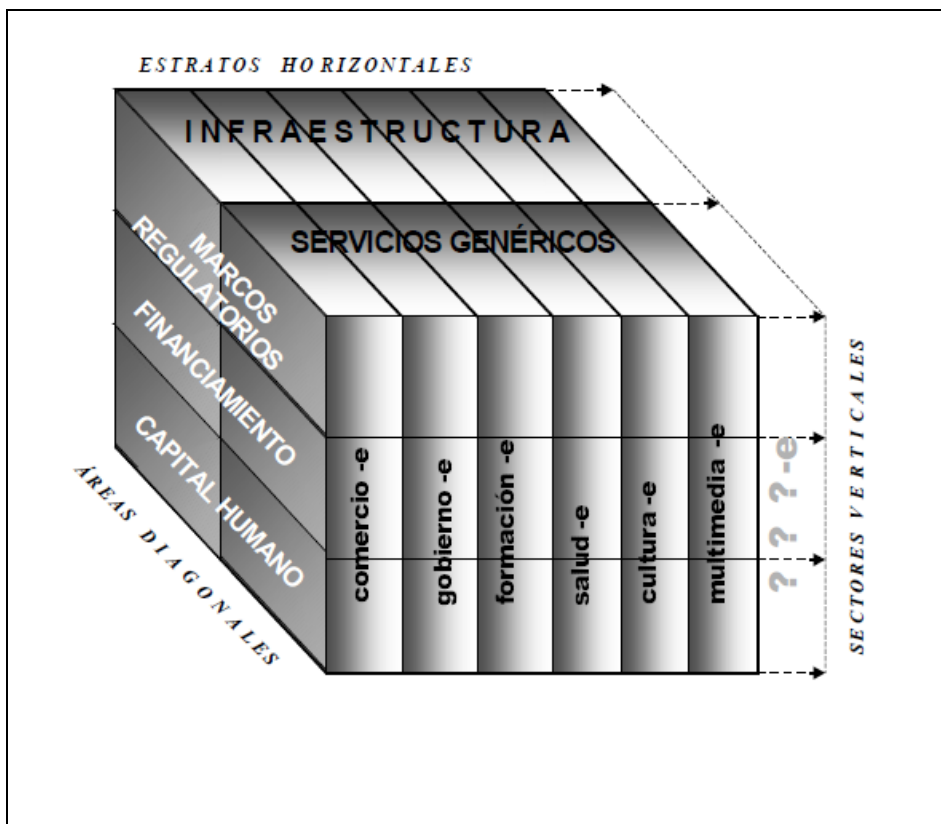 ESTRATOS HORIZONTALES
INFRAESTRUCTURA
SERVICIOS GENÉRICOS
MARCOS
REGULATORIOS
FINANCIAMIENTO
CAPITAL HUMANO
ÁREAS DIAGONALES
comercio -e
gobierno -e
formación -e
salud -e
cultura -e
multimedia -e
? ? ? -e
SECTORES VERTICALES